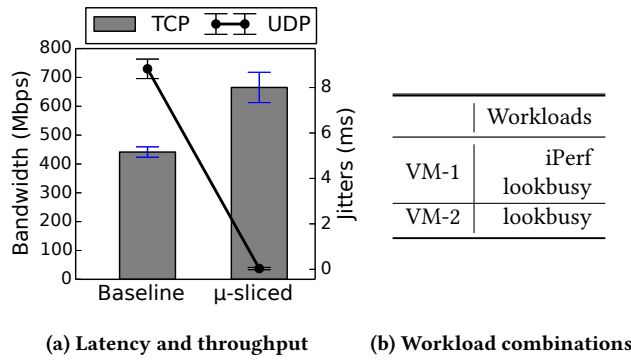 TCP UDP
800
700
600
500
400
300
200
100
0
Bandwidth (Mbps)
8
6
4
2
0
Jitters (ms)
Baseline μ-sliced
(a) Latency and throughput
Workloads
VM-1 iPerf
lookbusy
VM-2 lookbusy
(b) Workload combinations